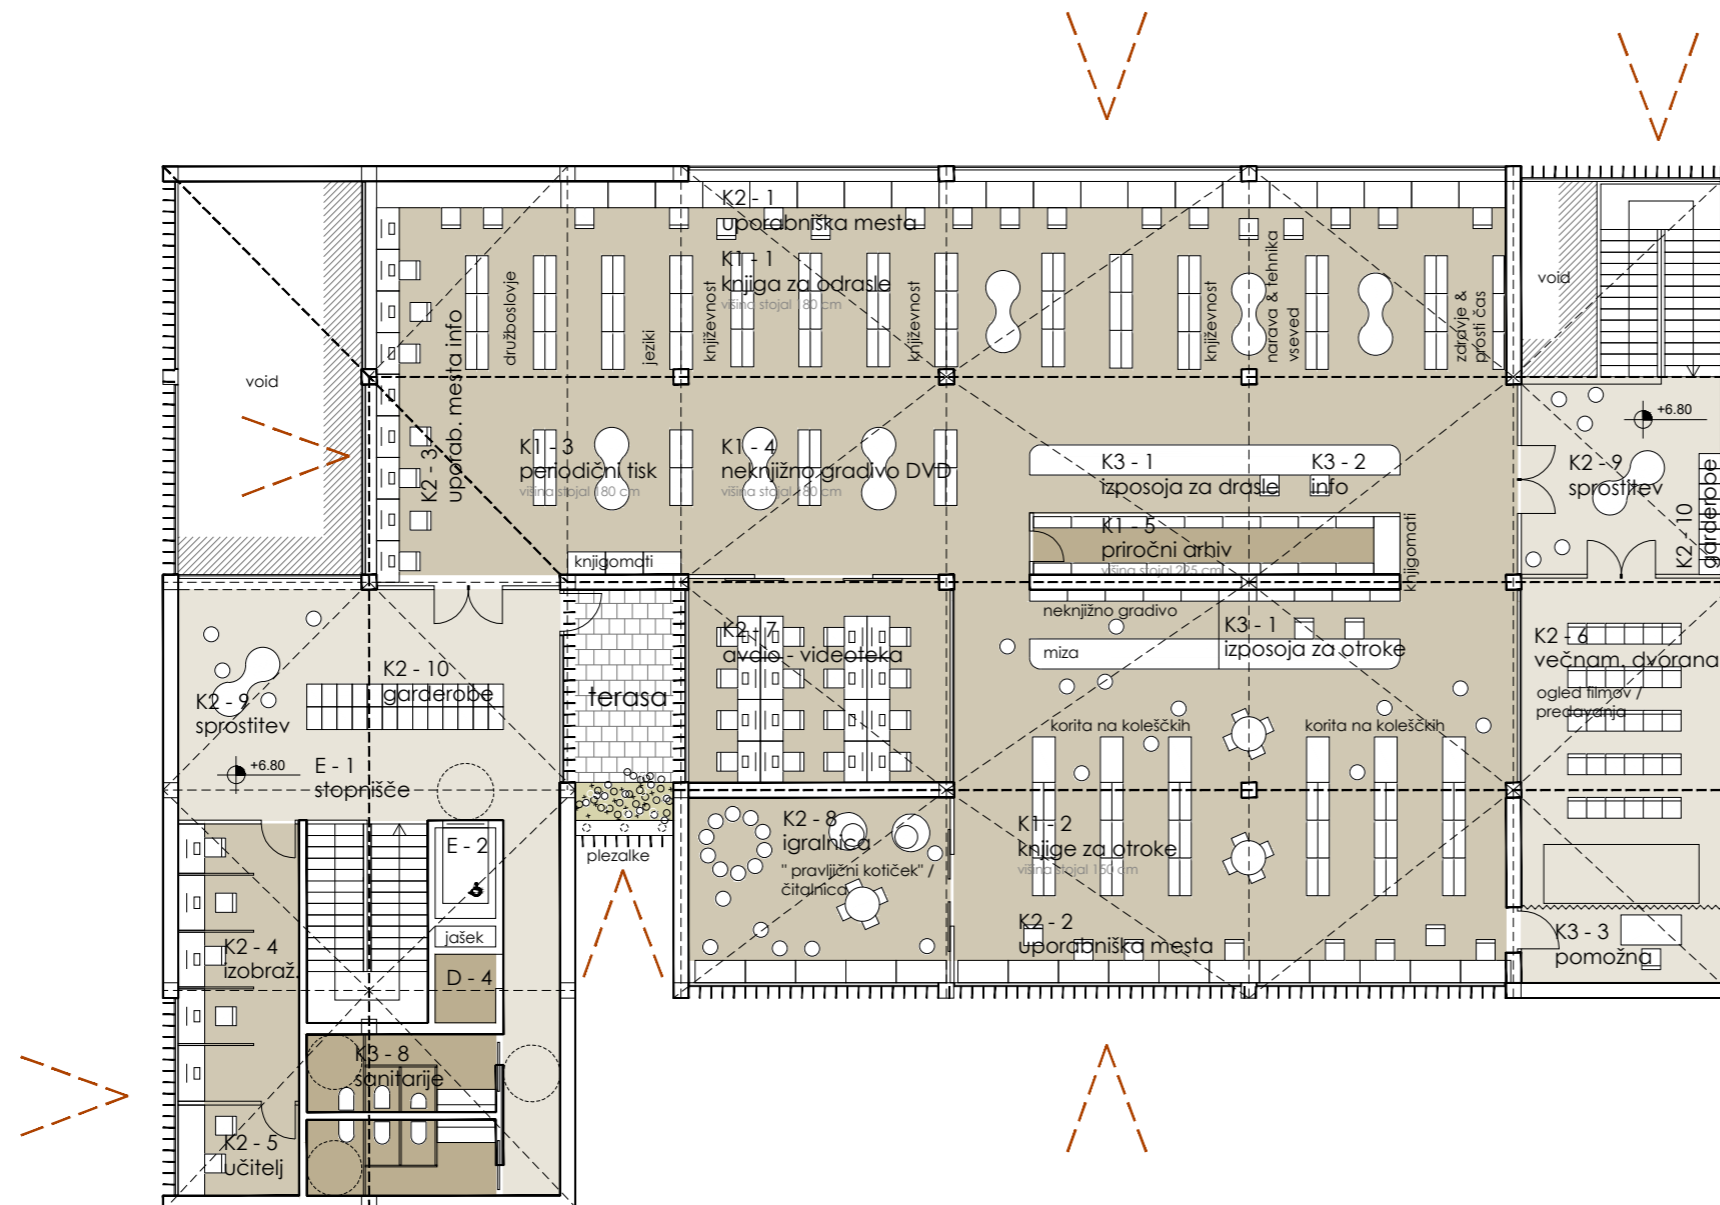 K2 - 1
uporabniška mesta
K1 - 1
knjiga za odrasle
višina stojal 180 cm
družboslovje
jeziki
književnost
književnost
književnost
narava & tehnika
vseved
zdravje &
prosti čas
void
void
K2 - 3
uporab. mesta info
K1 - 3
periodični tisk
višina stojal 180 cm
K1 - 4
neknjižno gradivo DVD
višina stojal 180 cm
K3 - 1
izposoja za drasle
K3 - 2
info
K1 - 5
priročni arhiv
višina stojal 225 cm
knjigomati
knjigomati
+6.80
K2 - 9
sprostitev
K2 - 10
garderobe
neknjižno gradivo
miza
K3 - 1
izposoja za otroke
K2 - 7
avdio - videoteka
terasa
K2 - 10
garderobe
K2 - 9
sprostitev
+6.80
E - 1
stopnišče
K2 - 6
večnam. dvorana
ogled filmov /
predavanja
korita na koleščkih
korita na koleščkih
K2 - 8
igralnica
" pravljični kotiček" /
čitalnica
K1 - 2
knjige za otroke
višina stojal 150 cm
K2 - 2
uporabniška mesta
plezalke
E - 2
jašek
D - 4
K2 - 4
izobraž.
K3 - 3
pomožna
K3 - 8
sanitarije
K2 - 5
učitelj